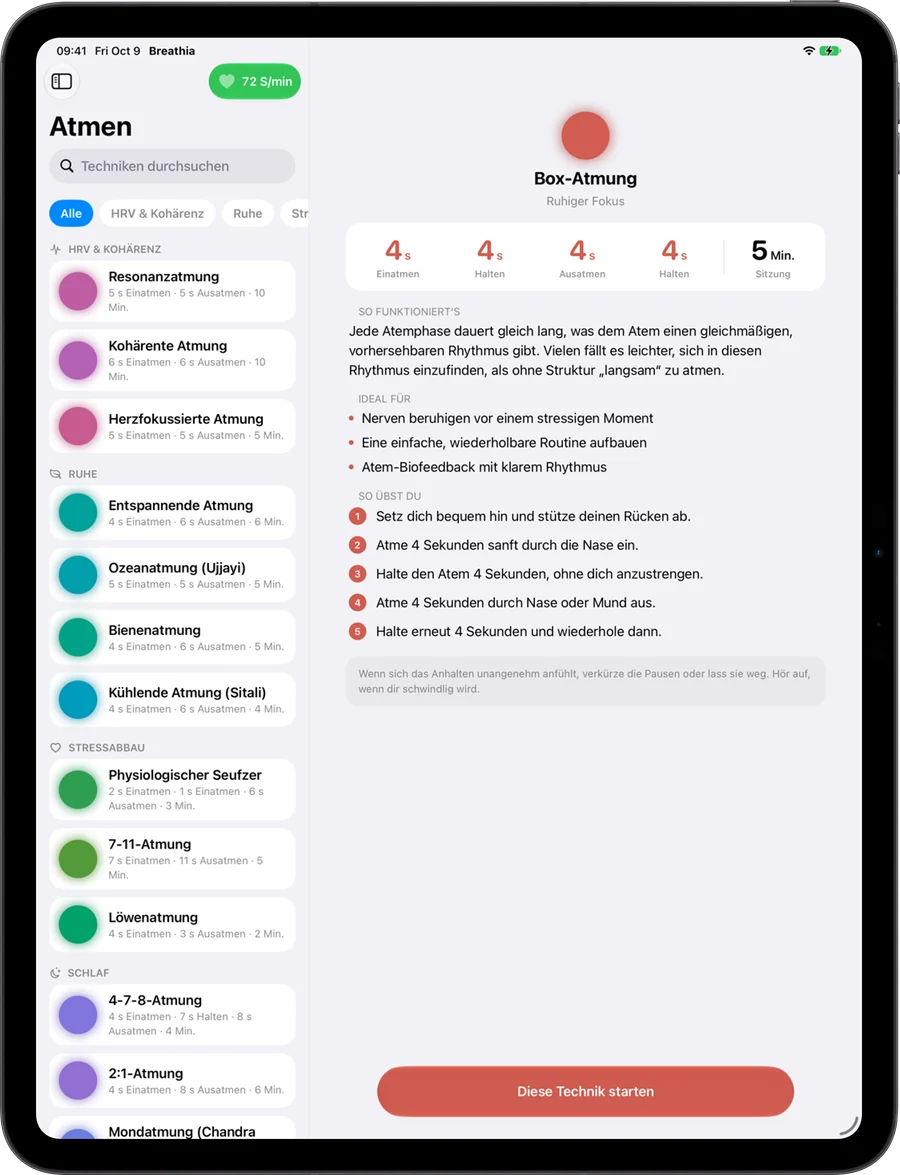 09:41 Fri Oct 9 Breathia
72 S/min
Atmen
Techniken durchsuchen
Alle
HRV & Kohärenz
Ruhe
Str
HRV & KOHÄRENZ
Resonanzatmung
5 s Einatmen · 5 s Ausatmen · 10
Min.
Kohärente Atmung
6 s Einatmen · 6 s Ausatmen · 10
Min.
Herzfokussierte Atmung
5 s Einatmen · 5 s Ausatmen · 5 Min.
RUHE
Entspannende Atmung
4 s Einatmen · 6 s Ausatmen · 6 Min.
Ozeanatmung (Ujjayi)
5 s Einatmen · 5 s Ausatmen · 5 Min.
Bienenatmung
4 s Einatmen · 6 s Ausatmen · 5 Min.
Kühlende Atmung (Sitali)
4 s Einatmen · 6 s Ausatmen · 4 Min.
STRESSABBAU
Physiologischer Seufzer
2 s Einatmen · 1 s Einatmen · 6 s
Ausatmen · 3 Min.
7-11-Atmung
7 s Einatmen · 11 s Ausatmen · 5
Min.
Löwenatmung
4 s Einatmen · 3 s Ausatmen · 2 Min.
SCHLAF
4-7-8-Atmung
4 s Einatmen · 7 s Halten · 8 s
Ausatmen · 4 Min.
2:1-Atmung
4 s Einatmen · 8 s Ausatmen · 6 Min.
Mondatmung (Chandra
Box-Atmung
Ruhiger Fokus
4 s
Einatmen
4 s
Halten
4 s
Ausatmen
4 s
Halten
5 Min.
Sitzung
SO FUNKTIONIERT'S
Jede Atemphase dauert gleich lang, was dem Atem einen gleichmäßigen,
vorhersehbaren Rhythmus gibt. Vielen fällt es leichter, sich in diesen
Rhythmus einzufinden, als ohne Struktur „langsam“ zu atmen.
IDEAL FÜR
• Nerven beruhigen vor einem stressigen Moment
• Eine einfache, wiederholbare Routine aufbauen
• Atem-Biofeedback mit klarem Rhythmus
SO ÜBST DU
1 Setz dich bequem hin und stütze deinen Rücken ab.
2 Atme 4 Sekunden sanft durch die Nase ein.
3 Halte den Atem 4 Sekunden, ohne dich anzustrengen.
4 Atme 4 Sekunden durch Nase oder Mund aus.
5 Halte erneut 4 Sekunden und wiederhole dann.
Wenn sich das Anhalten unangenehm anfühlt, verkürze die Pausen oder lass sie weg. Hör auf,
wenn dir schwindlig wird.
Diese Technik starten